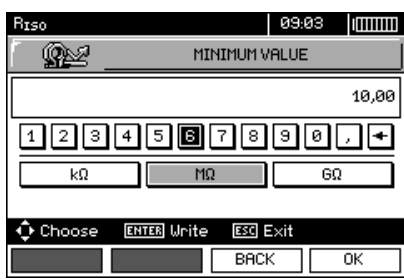 RISO 09:03
MINIMUM VALUE
10,00
1 2 3 4 5 6 7 8 9 0 , ←
kΩ MΩ GΩ
Choose ENTER Write ESC Exit
BACK OK